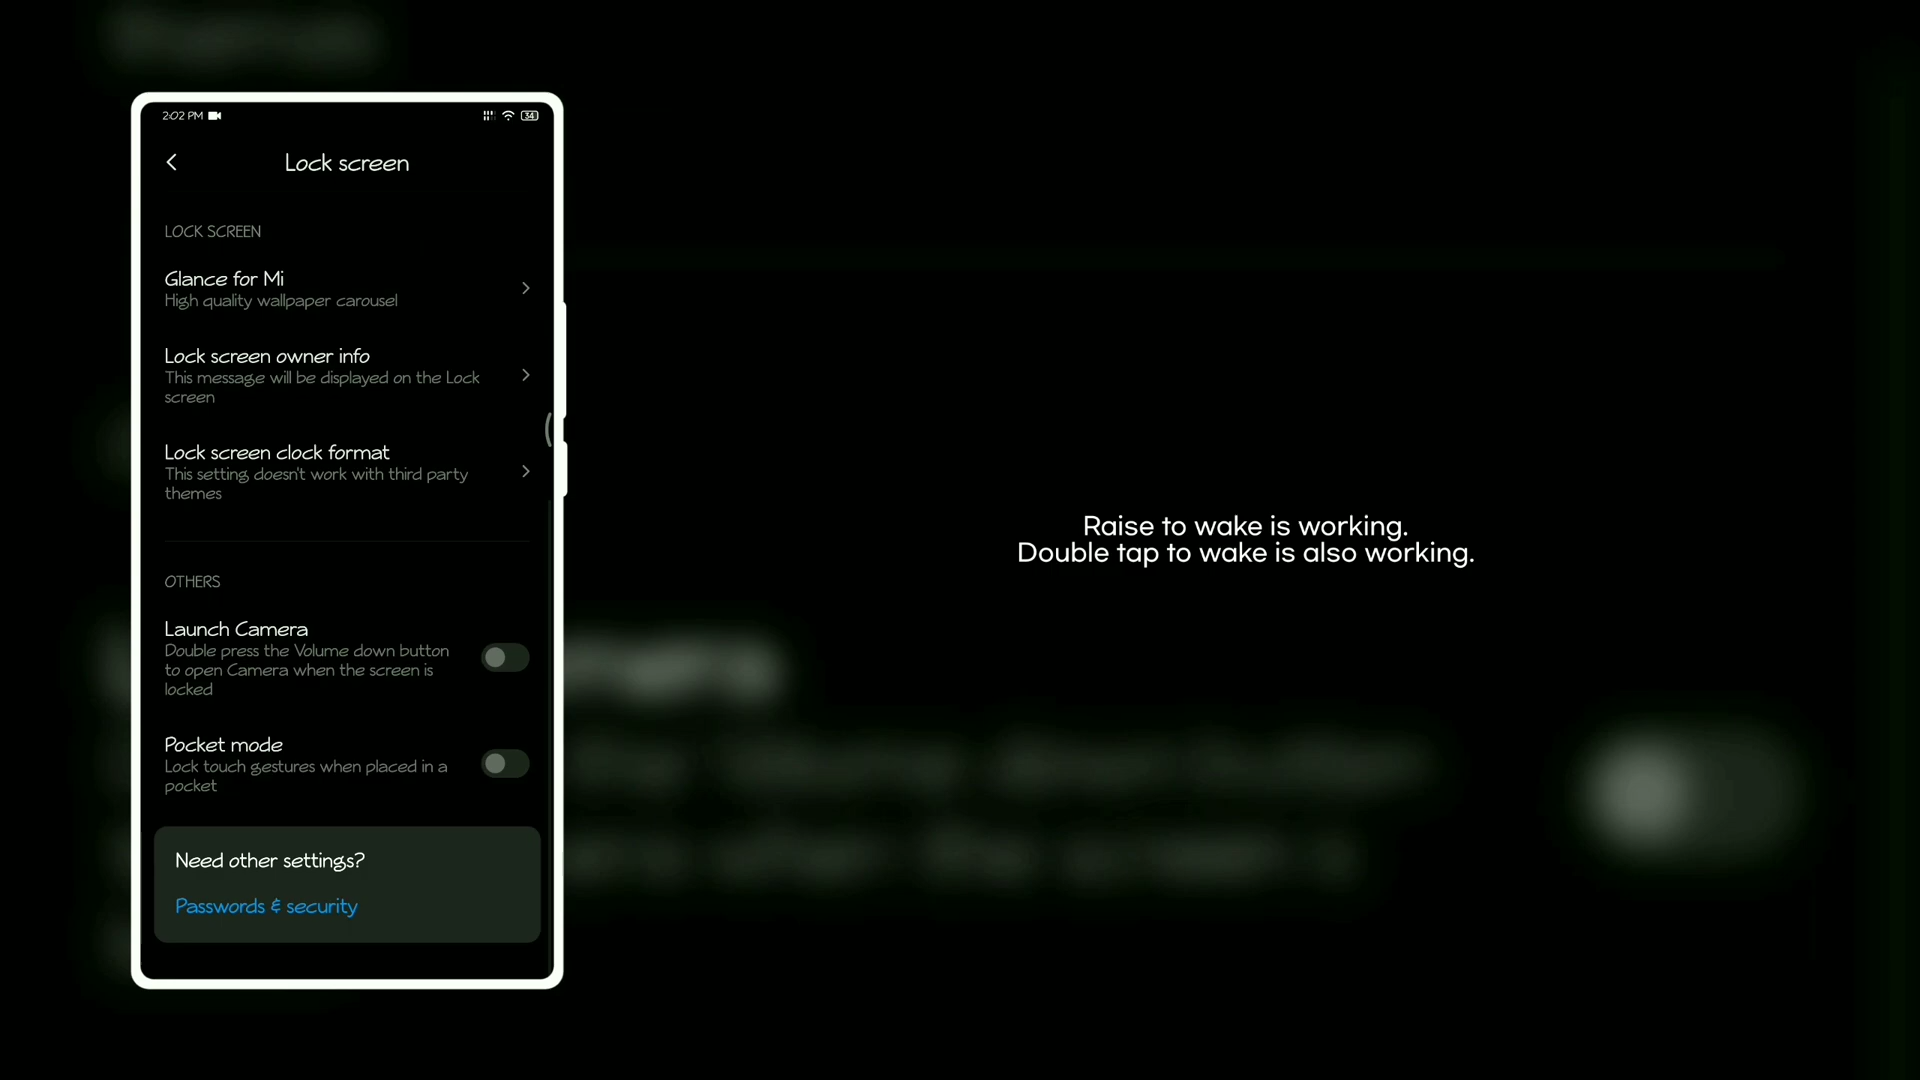 2:02 PM
34
Lock screen
LOCK SCREEN
Glance for Mi
High quality wallpaper carousel
Lock screen owner info
This message will be displayed on the Lock
screen
Lock screen clock format
This setting doesn't work with third party
themes
OTHERS
Launch Camera
Double press the Volume down button
to open Camera when the screen is
locked
Pocket mode
Lock touch gestures when placed in a
pocket
Need other settings?
Passwords & security
Raise to wake is working.
Double tap to wake is also working.